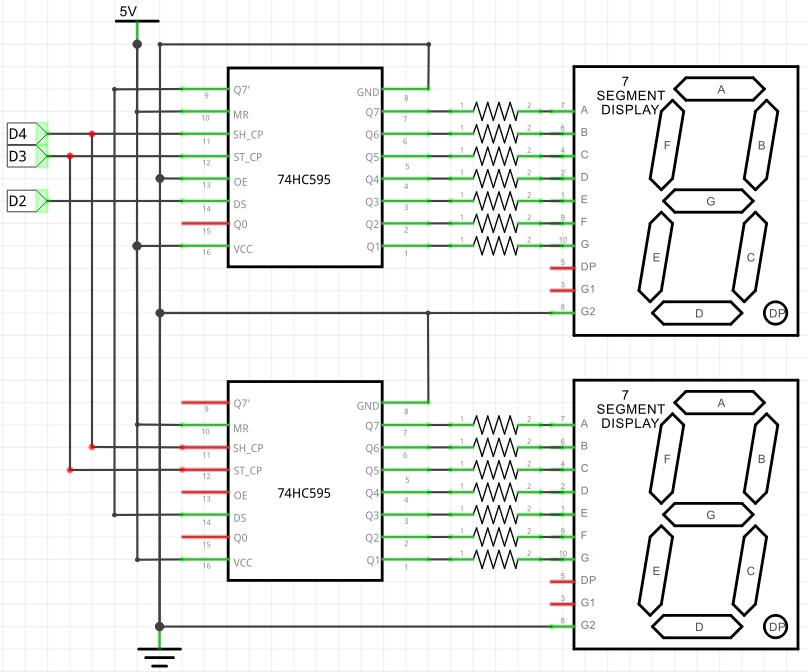 5V
D4
D3
D2
9 Q7'
10 MR
11 SH_CP
12 ST_CP
13 OE
14 DS
15 Q0
16 VCC
74HC595
GND 8
Q7 7
Q6 6
Q5 5
Q4 4
Q3 3
Q2 2
Q1 1
1 2
1 2
1 2
1 2
1 2
1 2
1 2
7
SEGMENT
DISPLAY
7 A
6 B
4 C
2 D
1 E
9 F
10 G
5 DP
3 G1
8 G2
A
F
B
G
E
C
D
DP
9 Q7'
10 MR
11 SH_CP
12 ST_CP
13 OE
14 DS
15 Q0
16 VCC
74HC595
GND 8
Q7 7
Q6 6
Q5 5
Q4 4
Q3 3
Q2 2
Q1 1
1 2
1 2
1 2
1 2
1 2
1 2
1 2
7
SEGMENT
DISPLAY
7 A
6 B
4 C
2 D
1 E
9 F
10 G
5 DP
3 G1
8 G2
A
F
B
G
E
C
D
DP